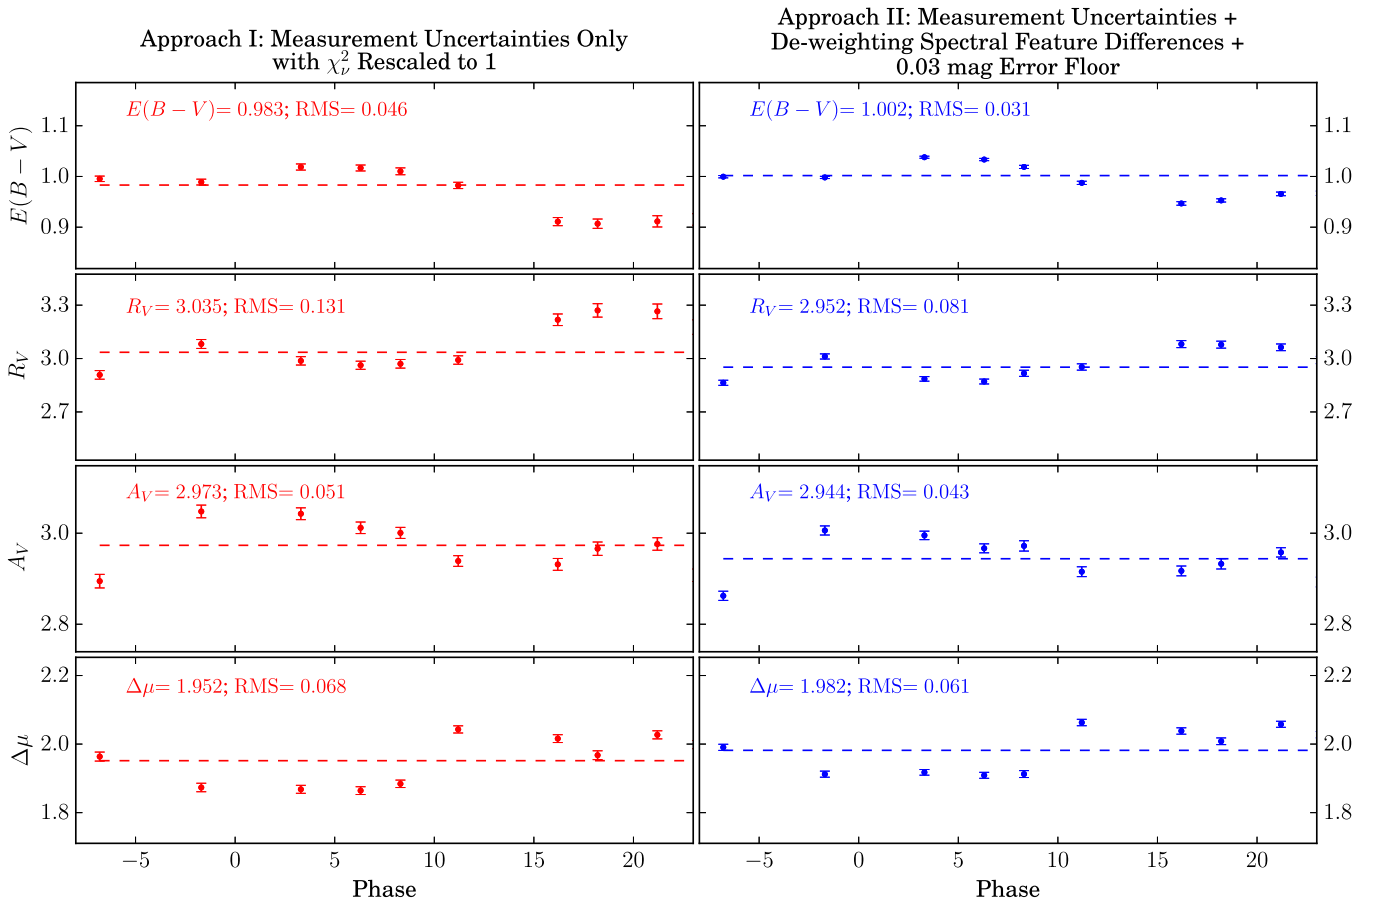 Approach I: Measurement Uncertainties Only
with χ²ᵥ Rescaled to 1
Approach II: Measurement Uncertainties +
De-weighting Spectral Feature Differences +
0.03 mag Error Floor
E(B − V)
1.1
1.0
0.9
E(B − V)= 0.983; RMS= 0.046
E(B − V)= 1.002; RMS= 0.031
1.1
1.0
0.9
R_V
3.3
3.0
2.7
R_V= 3.035; RMS= 0.131
R_V= 2.952; RMS= 0.081
3.3
3.0
2.7
A_V
3.0
2.8
A_V= 2.973; RMS= 0.051
A_V= 2.944; RMS= 0.043
3.0
2.8
Δμ
2.2
2.0
1.8
Δμ= 1.952; RMS= 0.068
Δμ= 1.982; RMS= 0.061
2.2
2.0
1.8
−5 0 5 10 15 20
−5 0 5 10 15 20
Phase
Phase